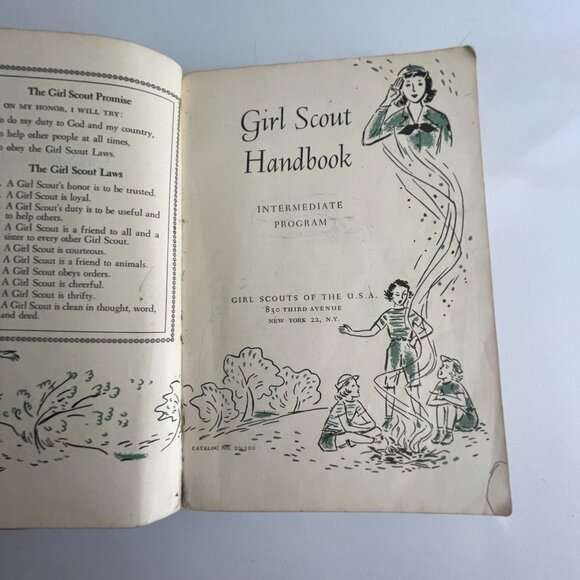 The Girl Scout Promise
ON MY HONOR, I WILL TRY:
to do my duty to God and my country,
to help other people at all times,
to obey the Girl Scout Laws.
The Girl Scout Laws
A Girl Scout's honor is to be trusted.
A Girl Scout is loyal.
A Girl Scout's duty is to be useful and
to help others.
A Girl Scout is a friend to all and a
sister to every other Girl Scout.
A Girl Scout is courteous.
A Girl Scout is a friend to animals.
A Girl Scout obeys orders.
A Girl Scout is cheerful.
A Girl Scout is thrifty.
A Girl Scout is clean in thought, word,
and deed.
Girl Scout
Handbook
INTERMEDIATE
PROGRAM
GIRL SCOUTS OF THE U.S.A.
830 THIRD AVENUE
NEW YORK 22, N.Y.
CATALOG NO. 20-100